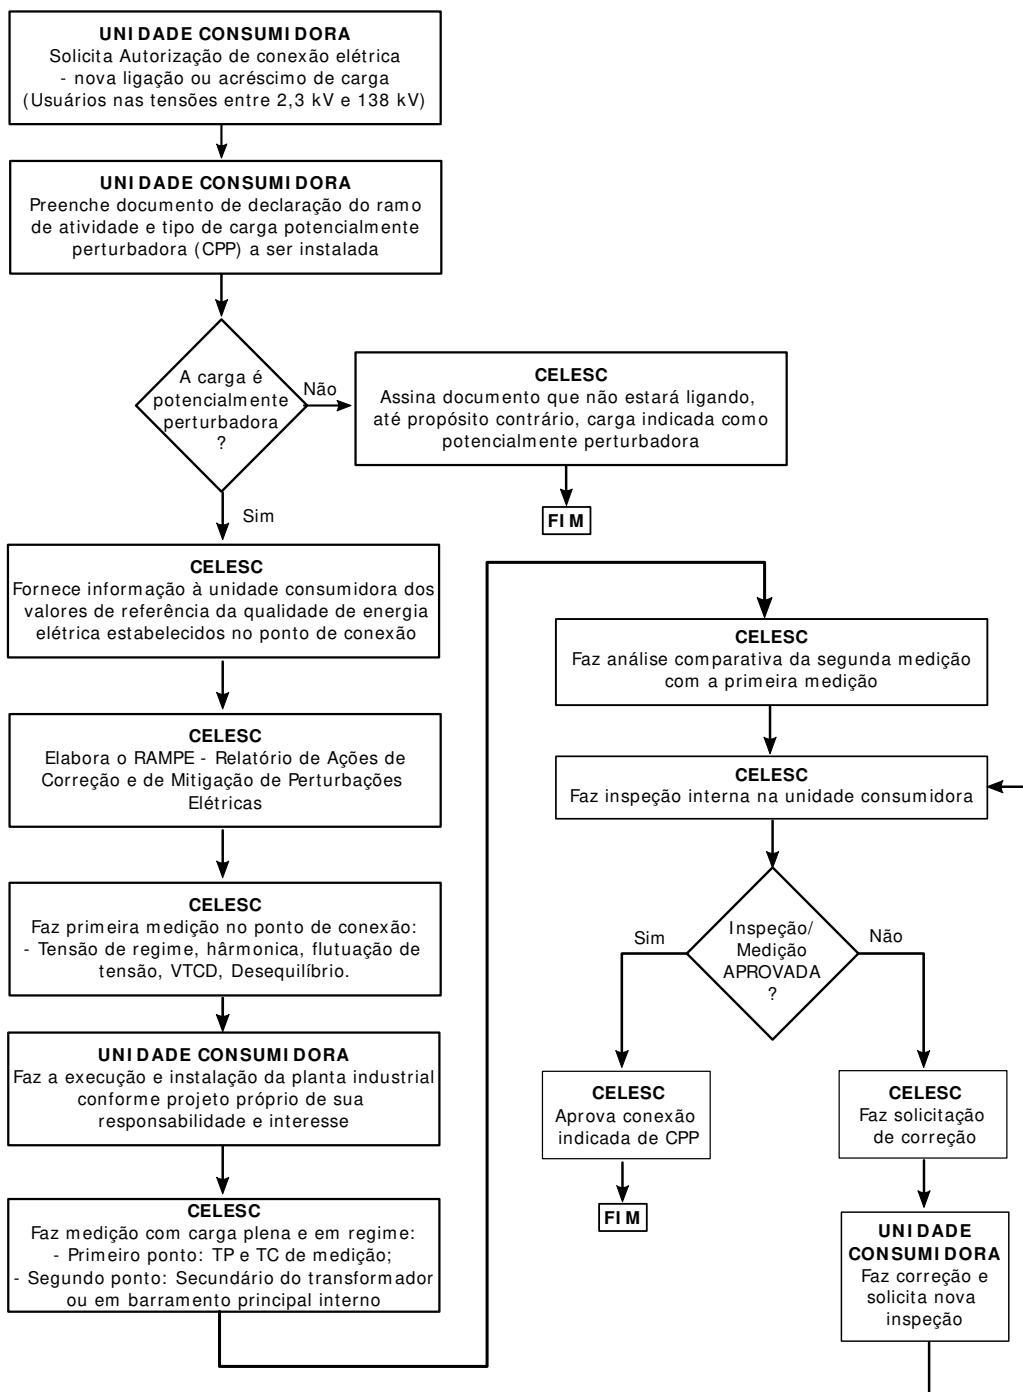 UNIDADE CONSUMIDORA
Solicita Autorização de conexão elétrica
- nova ligação ou acréscimo de carga
(Usuários nas tensões entre 2,3 kV e 138 kV)
UNIDADE CONSUMIDORA
Preenche documento de declaração do ramo
de atividade e tipo de carga potencialmente
perturbadora (CPP) a ser instalada
A carga é
potencialmente
perturbadora
?
Não
CELESC
Assina documento que não estará ligando,
até propósito contrário, carga indicada como
potencialmente perturbadora
FIM
Sim
CELESC
Fornece informação à unidade consumidora dos
valores de referência da qualidade de energia
elétrica estabelecidos no ponto de conexão
CELESC
Elabora o RAMPE - Relatório de Ações de
Correção e de Mitigação de Perturbações
Elétricas
CELESC
Faz primeira medição no ponto de conexão:
- Tensão de regime, hârmonica, flutuação de
tensão, VTCD, Desequilíbrio.
UNIDADE CONSUMIDORA
Faz a execução e instalação da planta industrial
conforme projeto próprio de sua
responsabilidade e interesse
CELESC
Faz medição com carga plena e em regime:
- Primeiro ponto: TP e TC de medição;
- Segundo ponto: Secundário do transformador
ou em barramento principal interno
CELESC
Faz análise comparativa da segunda medição
com a primeira medição
CELESC
Faz inspeção interna na unidade consumidora
Inspeção/
Medição
APROVADA
?
Sim
Não
CELESC
Aprova conexão
indicada de CPP
FIM
CELESC
Faz solicitação
de correção
UNIDADE
CONSUMIDORA
Faz correção e
solicita nova
inspeção